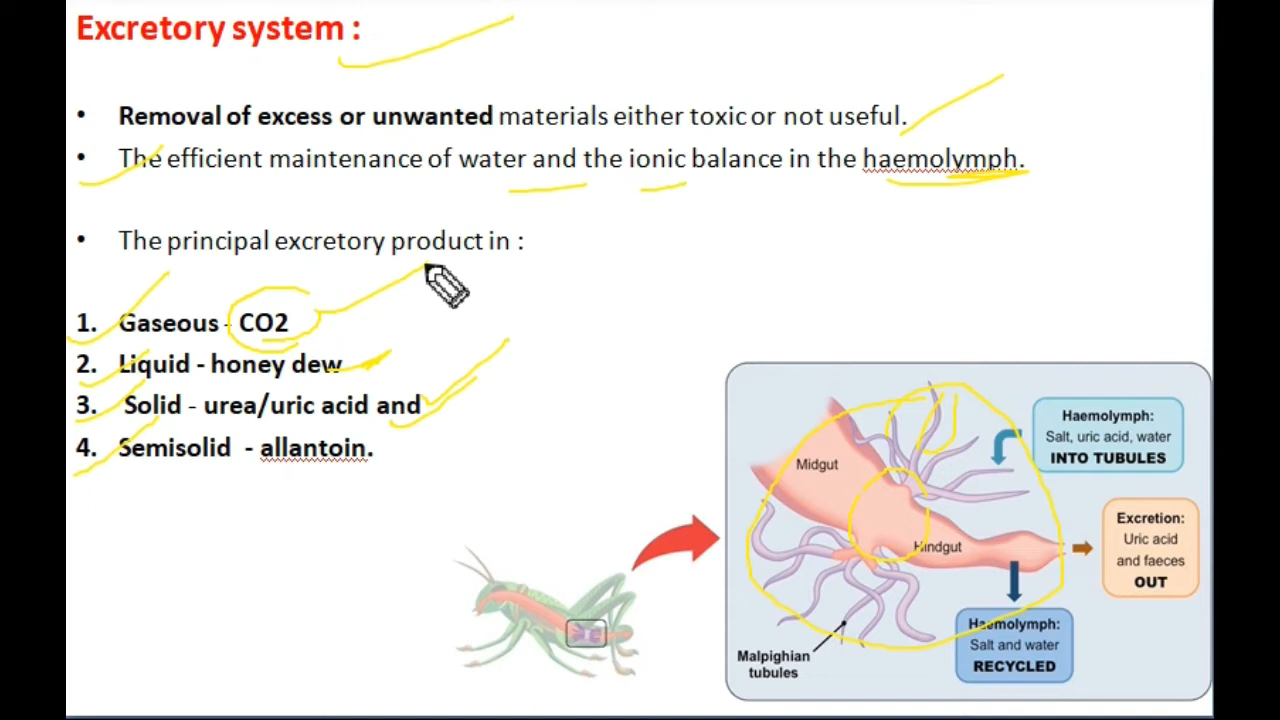 Excretory system :
• Removal of excess or unwanted materials either toxic or not useful.
• The efficient maintenance of water and the ionic balance in the haemolymph.
• The principal excretory product in :
1. Gaseous - CO2
2. Liquid - honey dew
3. Solid - urea/uric acid and
4. Semisolid - allantoin.
Midgut
Hindgut
Malpighian
tubules
Haemolymph:
Salt, uric acid, water
INTO TUBULES
Excretion:
Uric acid
and faeces
OUT
Haemolymph:
Salt and water
RECYCLED